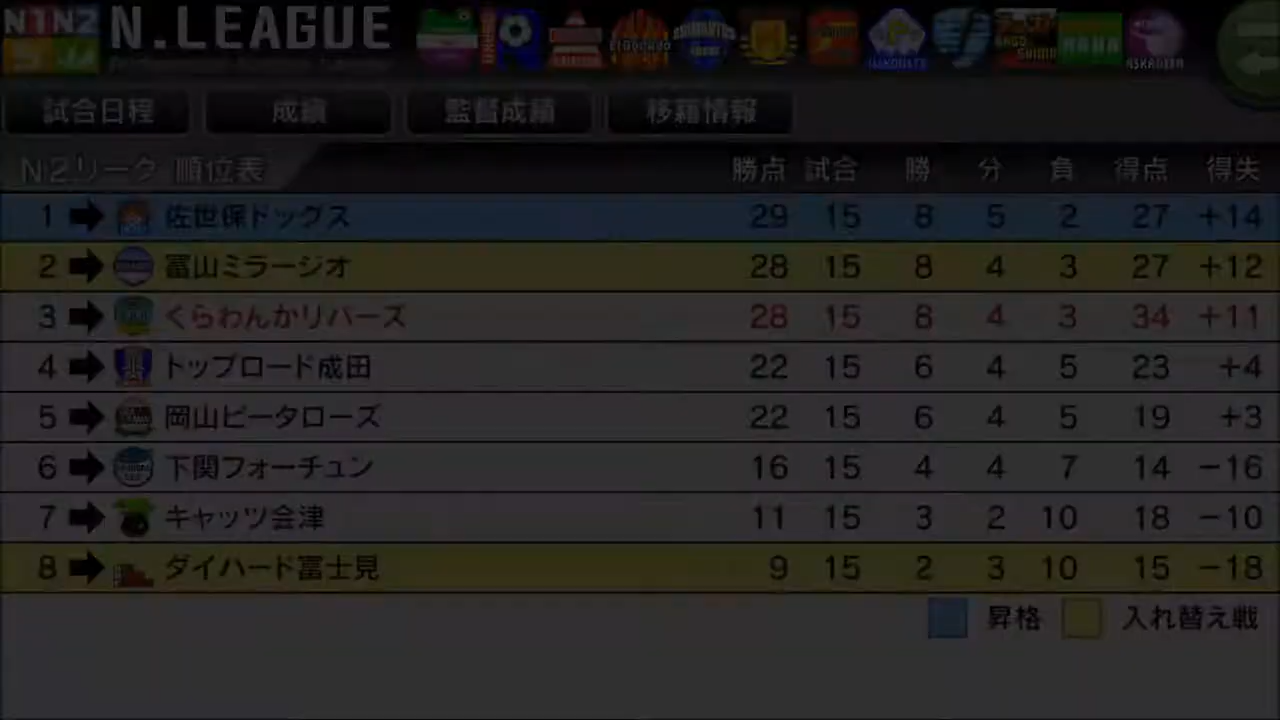 N1N2 N.LEAGUE
試合日程 成績 監督成績 移籍情報
N2リーグ 順位表 勝点 試合 勝 分 負 得点 得失
1 佐世保ドッグス 29 15 8 5 2 27 +14
2 富山ミラージオ 28 15 8 4 3 27 +12
3 くらわんかリバーズ 28 15 8 4 3 34 +11
4 トップロード成田 22 15 6 4 5 23 +4
5 岡山ピータローズ 22 15 6 4 5 19 +3
6 下関フォーチュン 16 15 4 4 7 14 −16
7 キャッツ会津 11 15 3 2 10 18 −10
8 ダイハード富士見 9 15 2 3 10 15 −18
昇格 入れ替え戦